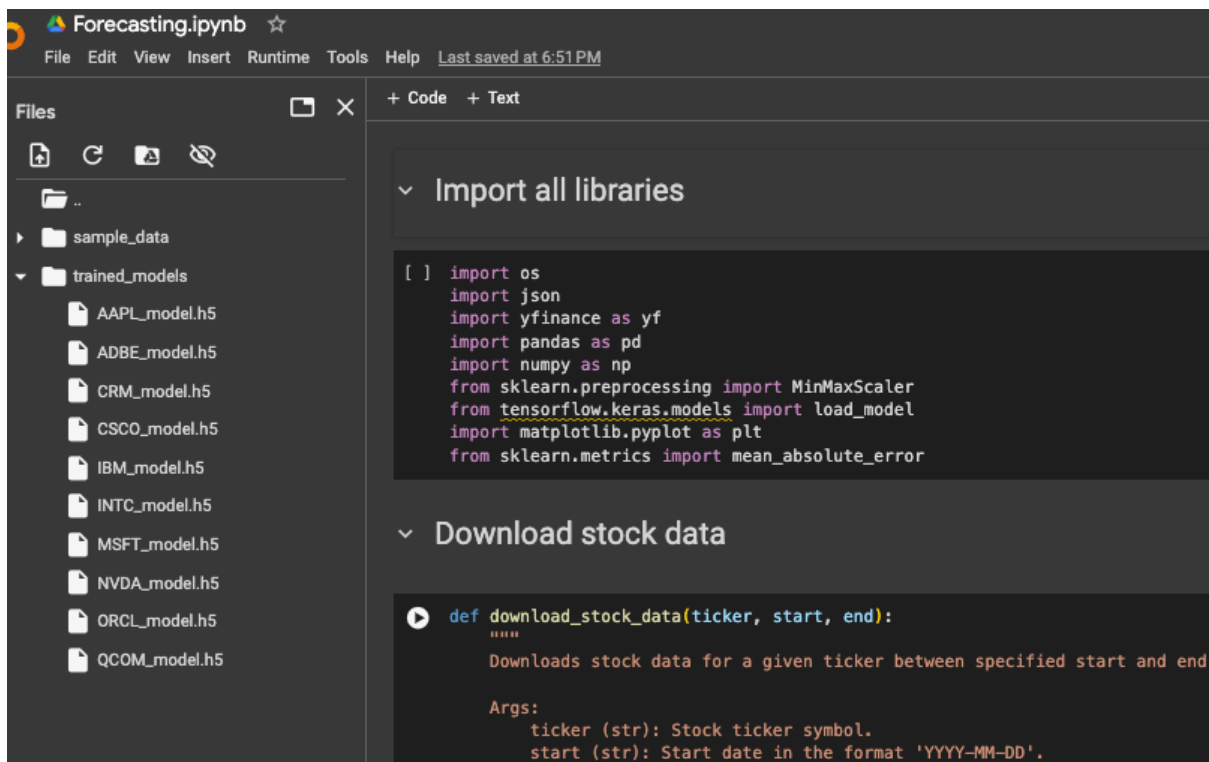 Forecasting.ipynb
File Edit View Insert Runtime Tools Help Last saved at 6:51 PM
Files
..
sample_data
trained_models
AAPL_model.h5
ADBE_model.h5
CRM_model.h5
CSCO_model.h5
IBM_model.h5
INTC_model.h5
MSFT_model.h5
NVDA_model.h5
ORCL_model.h5
QCOM_model.h5
+ Code + Text
Import all libraries
[ ] import os
import json
import yfinance as yf
import pandas as pd
import numpy as np
from sklearn.preprocessing import MinMaxScaler
from tensorflow.keras.models import load_model
import matplotlib.pyplot as plt
from sklearn.metrics import mean_absolute_error
Download stock data
def download_stock_data(ticker, start, end):
"""
Downloads stock data for a given ticker between specified start and end
Args:
ticker (str): Stock ticker symbol.
start (str): Start date in the format 'YYYY-MM-DD'.